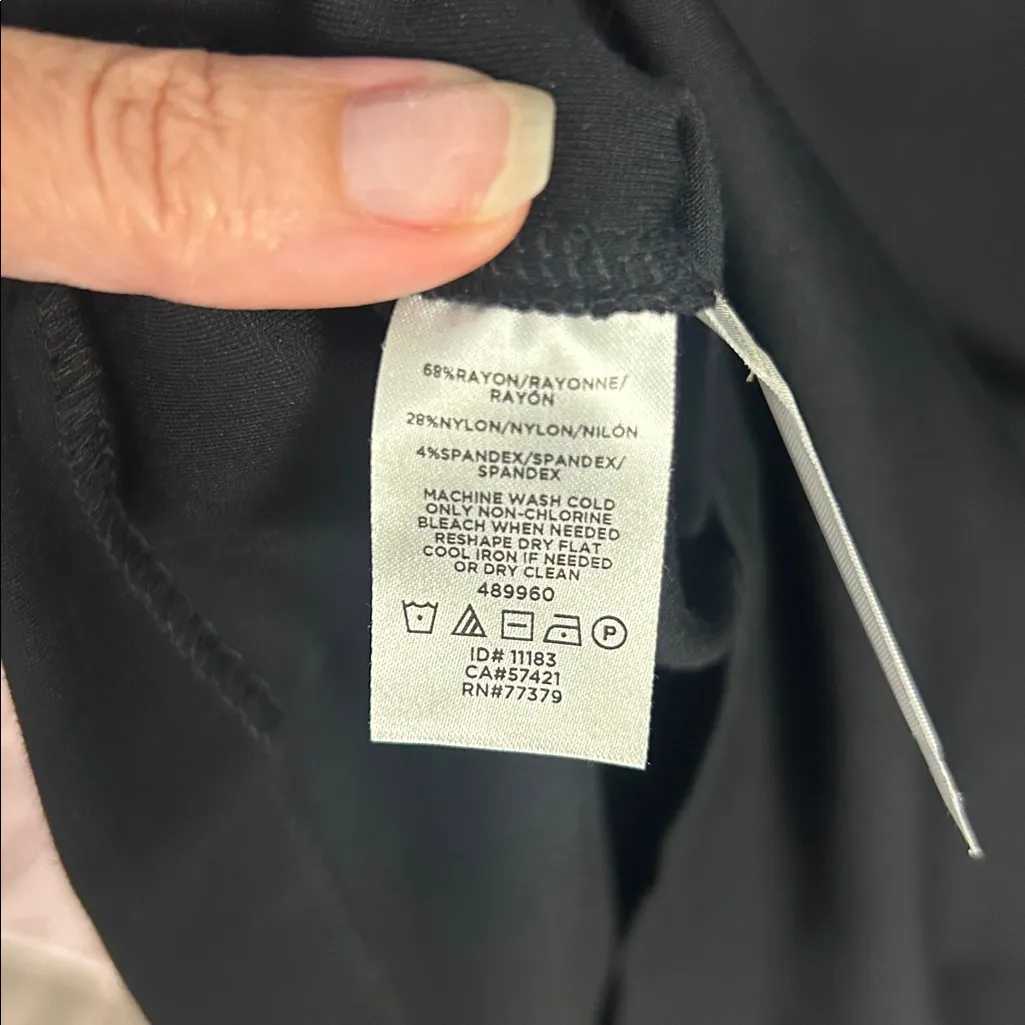 68%RAYON/RAYONNE/
RAYÓN
28%NYLON/NYLON/NILÓN
4%SPANDEX/SPANDEX/
SPANDEX
MACHINE WASH COLD
ONLY NON-CHLORINE
BLEACH WHEN NEEDED
RESHAPE DRY FLAT
COOL IRON IF NEEDED
OR DRY CLEAN
489960
P
ID# 11183
CA#57421
RN#77379